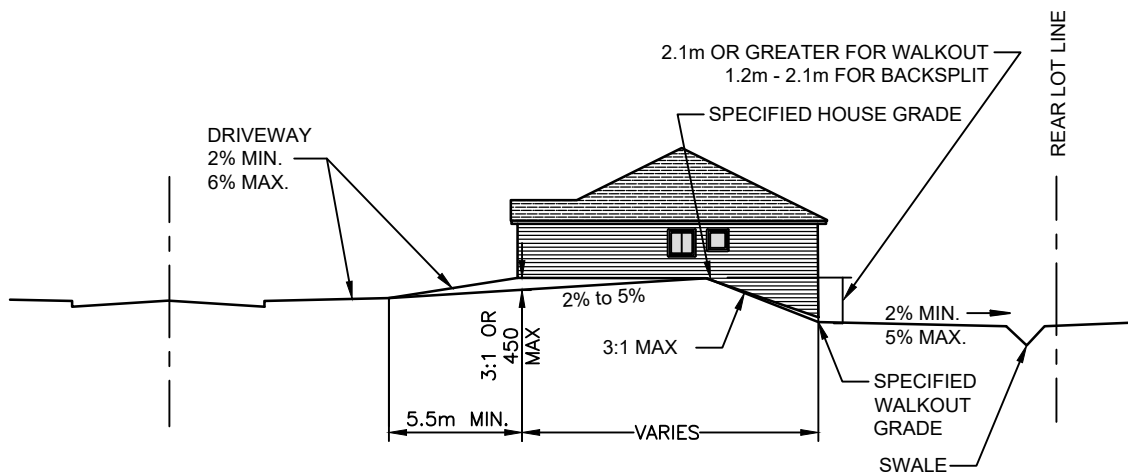 2.1m OR GREATER FOR WALKOUT
1.2m - 2.1m FOR BACKSPLIT
REAR LOT LINE
SPECIFIED HOUSE GRADE
DRIVEWAY
2% MIN.
6% MAX.
2% to 5%
3:1 OR
450
MAX
3:1 MAX
2% MIN.
5% MAX.
SPECIFIED
WALKOUT
GRADE
5.5m MIN.
VARIES
SWALE